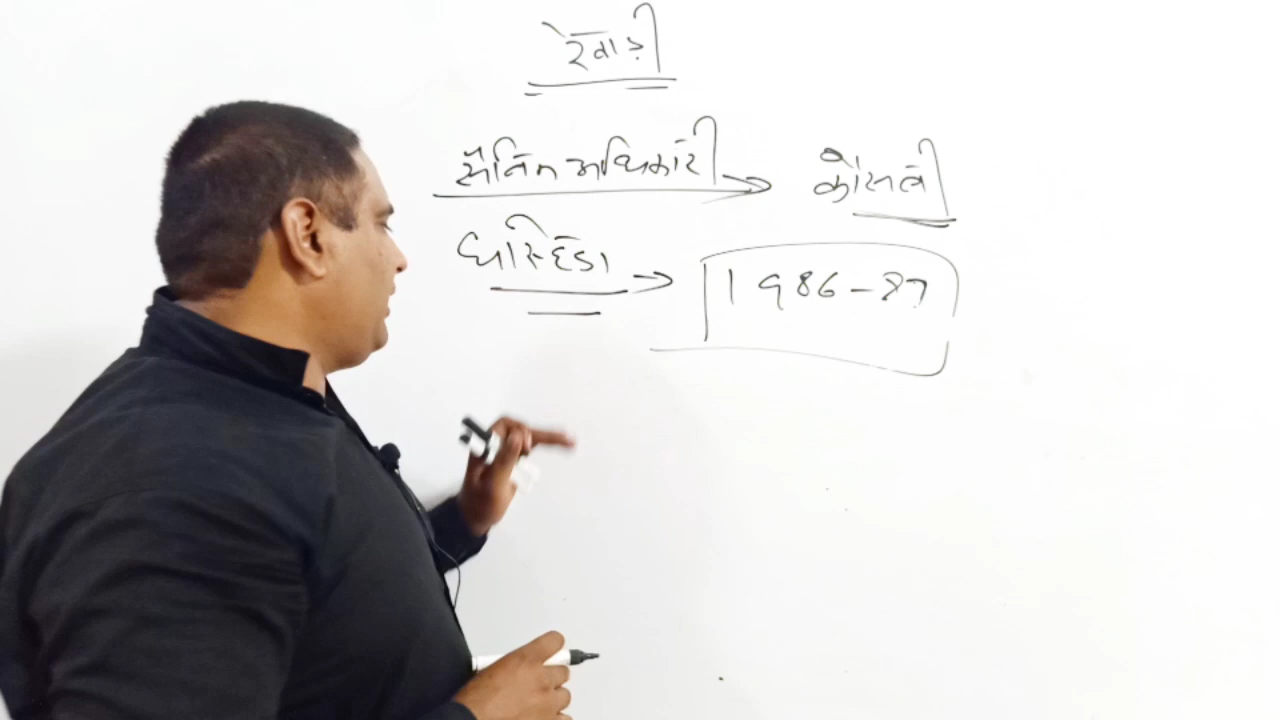 रेवाड़ी
सैनिक अधिकारी → कोसली
धारूहेड़ा → 1986-87